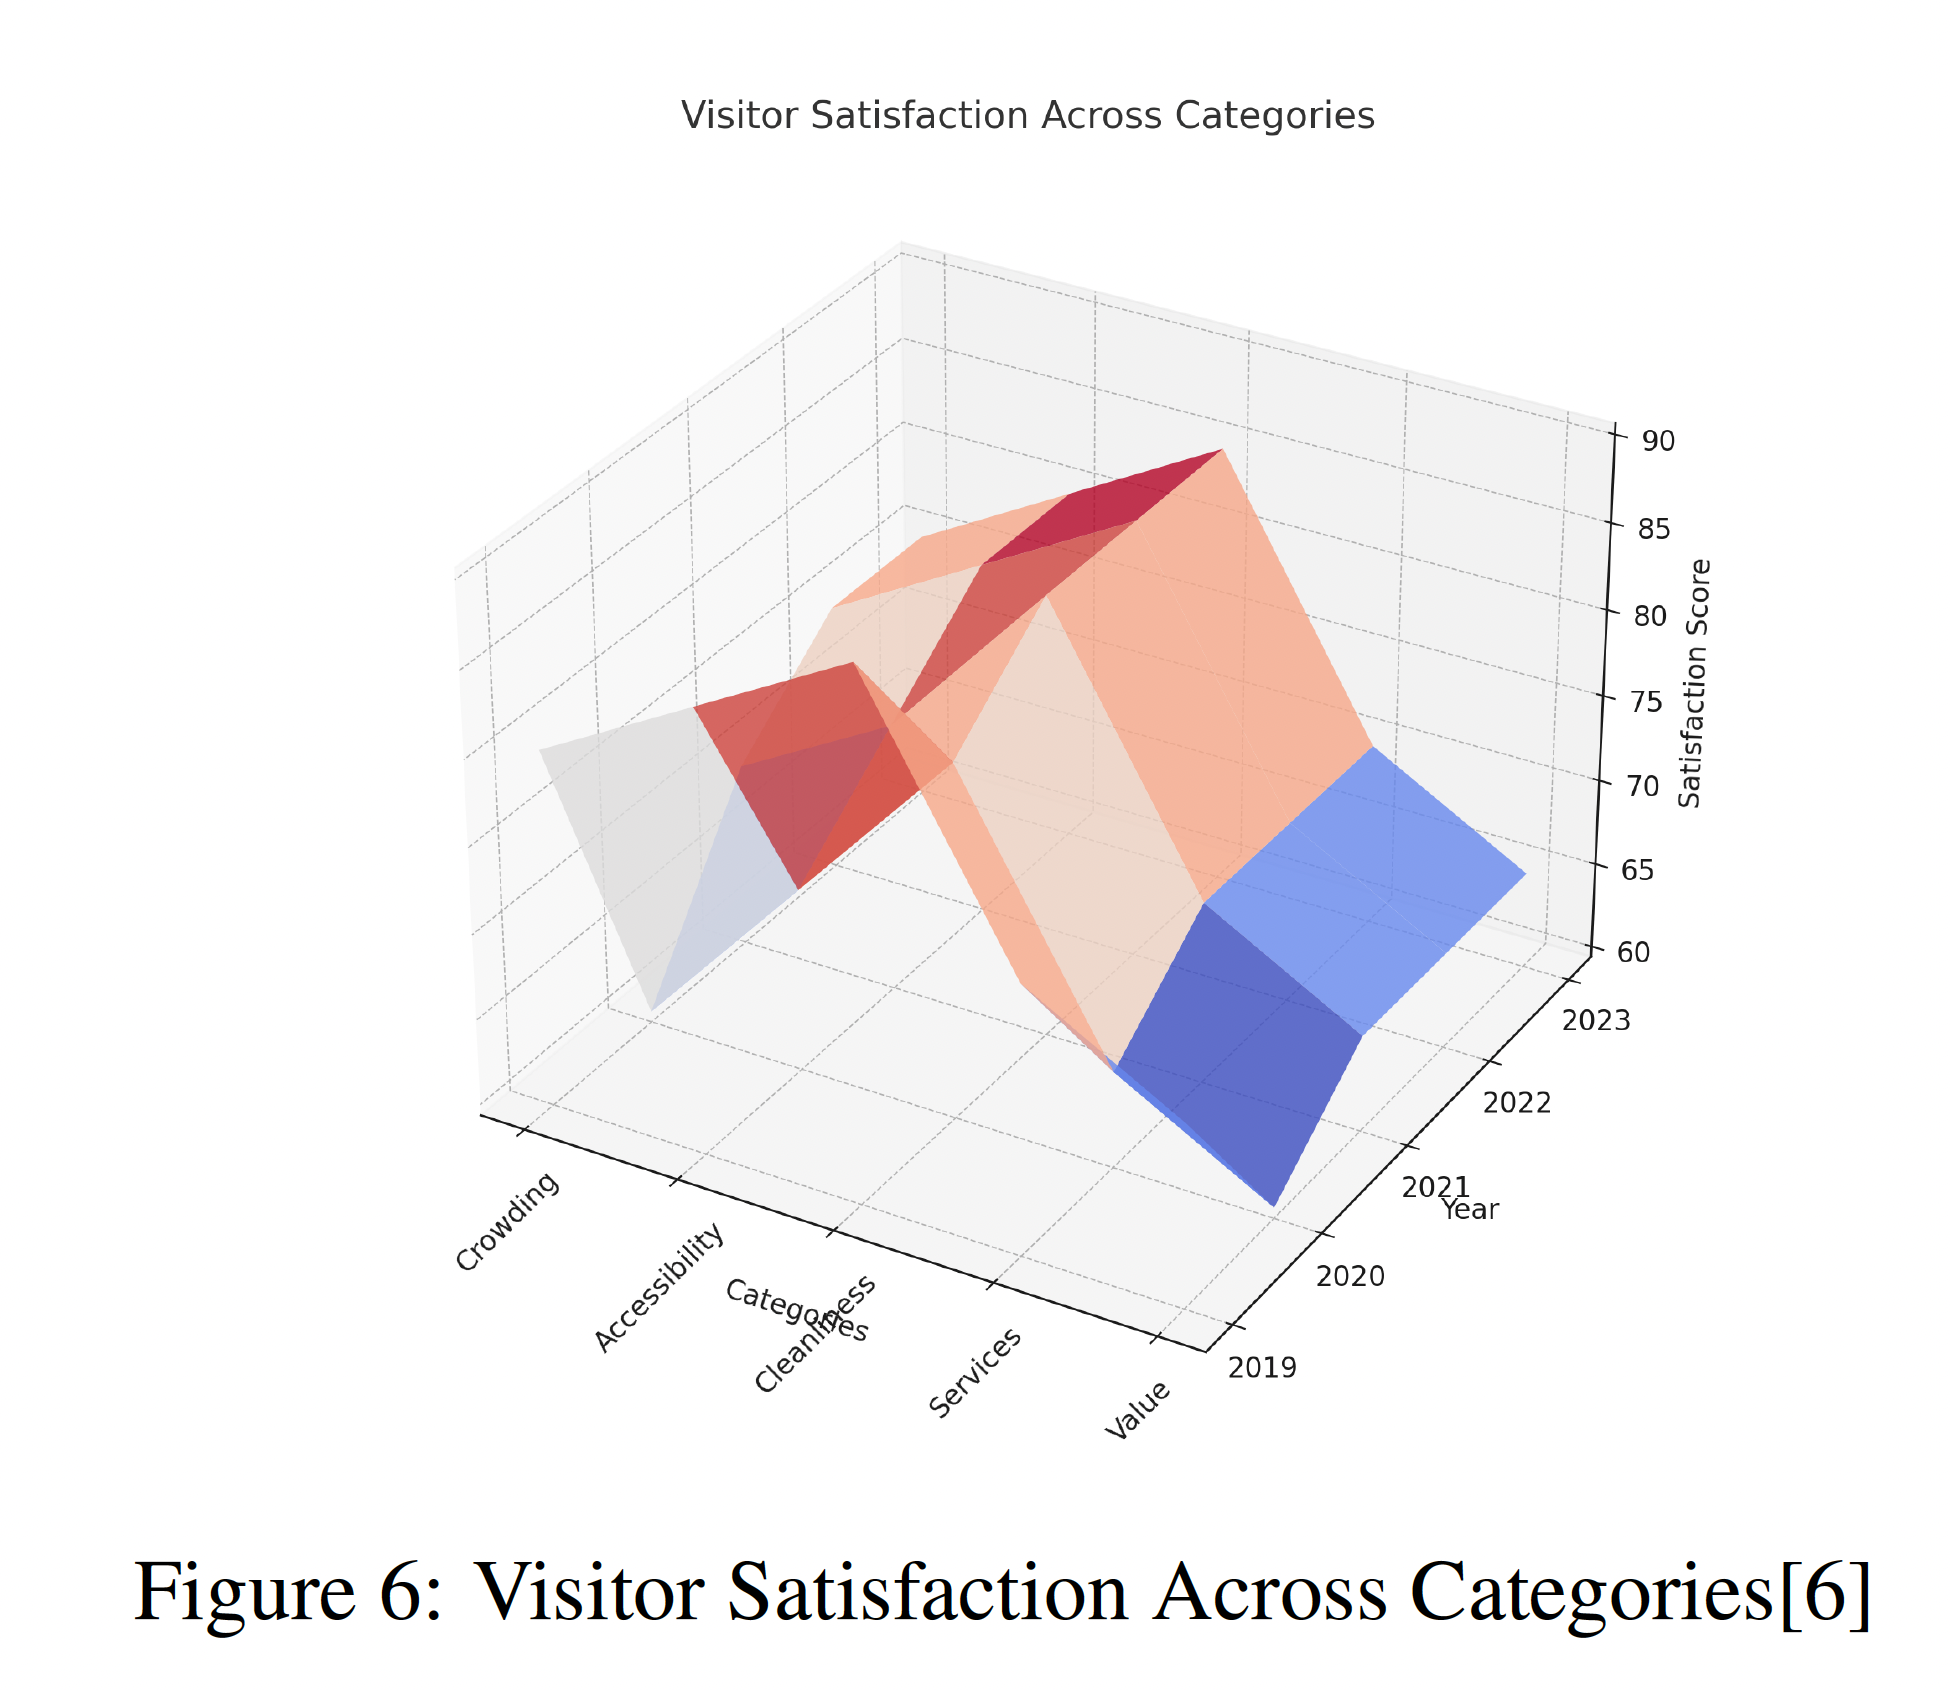 Visitor Satisfaction Across Categories
90
85
80
75
70
65
60
Satisfaction Score
2023
2022
2021
2020
2019
Year
Crowding
Accessibility
Cleanliness
Services
Value
Categories
Figure 6: Visitor Satisfaction Across Categories[6]